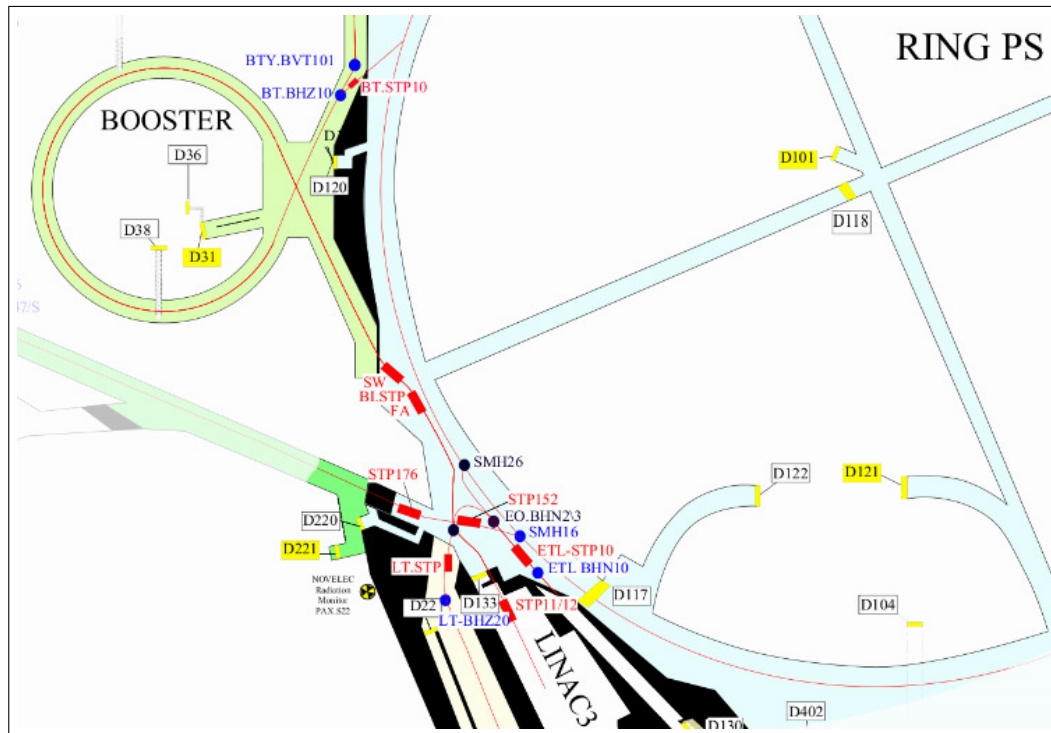 RING PS
BTY.BVT101
BT.BHZ10
BT.STP10
BOOSTER
D36
D120
D101
D118
D38
D31
47/S
SW
BI.STP
FA
SMH26
STP176
STP152
EO.BHN2\3
SMH16
D122
D121
D220
D221
ETL-STP10
ETL BHN10
LT.STP
NOVELEC
Radiation
Monitor
PAX.S22
D22
D133
STP11/12
D117
D104
LT-BHZ20
LINAC3
D130
D402